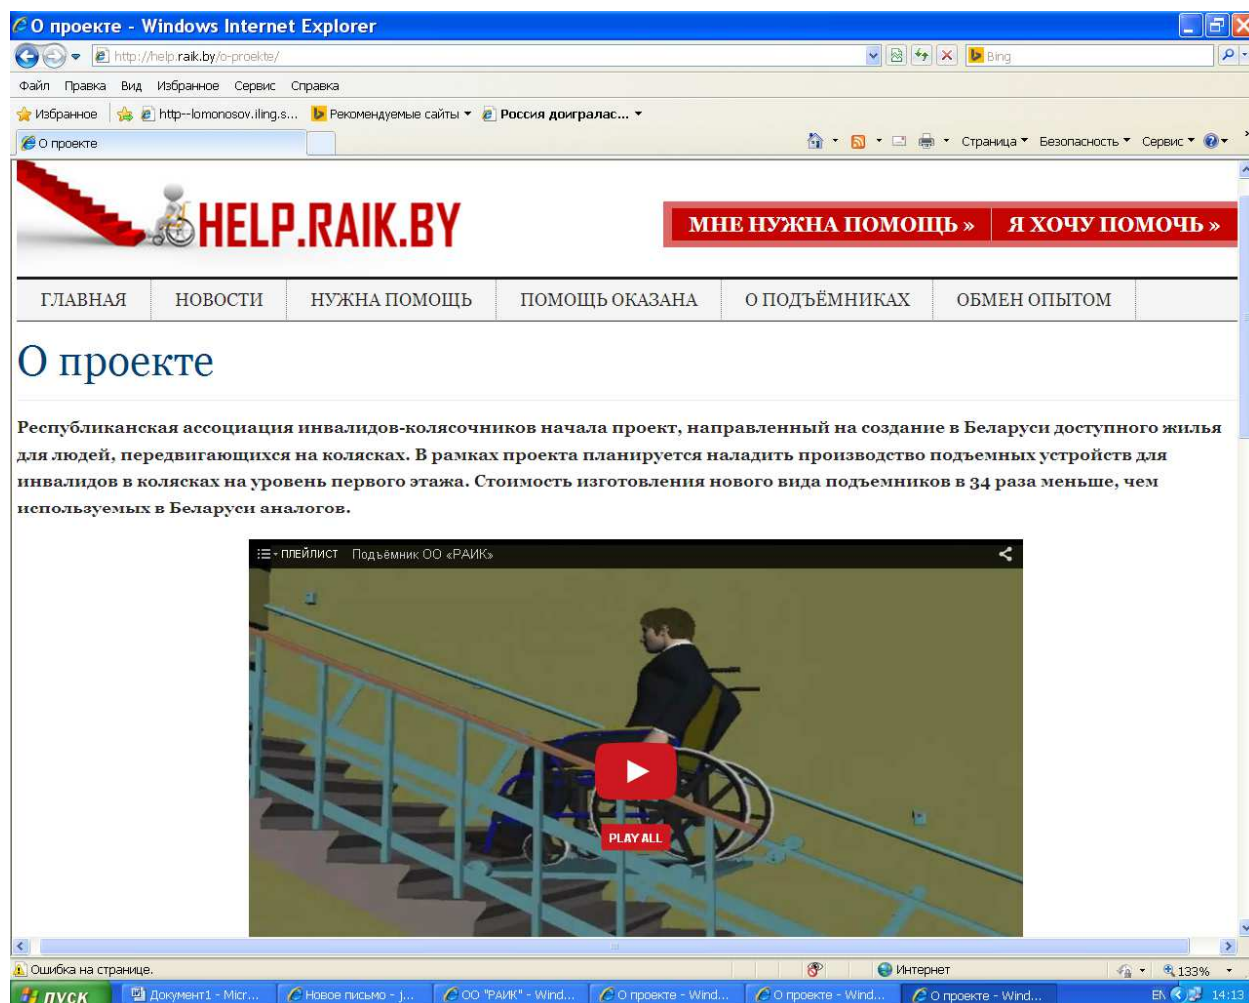 О проекте - Windows Internet Explorer
http://help.raik.by/o-proekte/
Bing
Файл Правка Вид Избранное Сервис Справка
Избранное http--lomonosov.iling.s... Рекомендуемые сайты Россия доигралас...
О проекте Страница Безопасность Сервис
HELP.RAIK.BY
МНЕ НУЖНА ПОМОЩЬ » Я ХОЧУ ПОМОЧЬ »
ГЛАВНАЯ НОВОСТИ НУЖНА ПОМОЩЬ ПОМОЩЬ ОКАЗАНА О ПОДЪЁМНИКАХ ОБМЕН ОПЫТОМ
О проекте
Республиканская ассоциация инвалидов-колясочников начала проект, направленный на создание в Беларуси доступного жилья
для людей, передвигающихся на колясках. В рамках проекта планируется наладить производство подъемных устройств для
инвалидов в колясках на уровень первого этажа. Стоимость изготовления нового вида подъемников в 34 раза меньше, чем
используемых в Беларуси аналогов.
ПЛЕЙЛИСТ Подъёмник ОО «РАИК»
PLAY ALL
Ошибка на странице. Интернет 133%
пуск Документ1 - Micr... Новое письмо - j... ОО "РАИК" - Wind... О проекте - Wind... О проекте - Wind... О проекте - Wind... EN 14:13